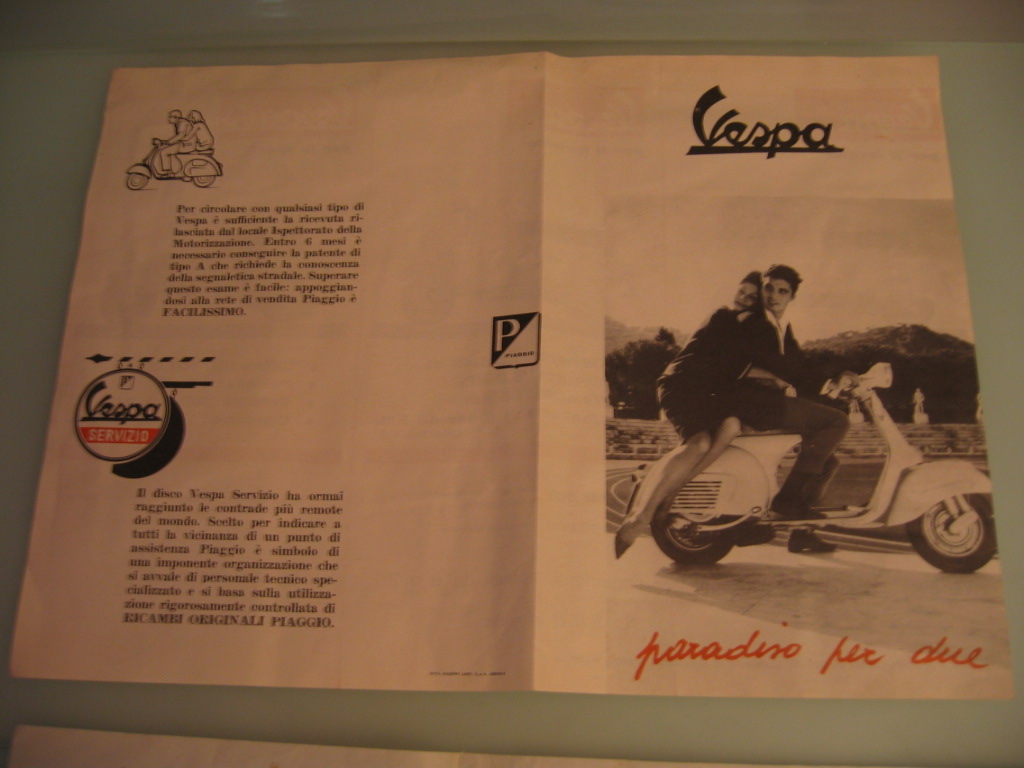 Per circolare con qualsiasi tipo di
Vespa è sufficiente la ricevuta ri-
lasciata dal locale Ispettorato della
Motorizzazione. Entro 6 mesi è
necessario conseguire la patente di
tipo A che richiede la conoscenza
della segnaletica stradale. Superare
questo esame è facile: appoggian-
dosi alla rete di vendita Piaggio è
FACILISSIMO.
Vespa
SERVIZIO
Il disco Vespa Servizio ha ormai
raggiunto le contrade più remote
del mondo. Scelto per indicare a
tutti la vicinanza di un punto di
assistenza Piaggio è simbolo di
una imponente organizzazione che
si avvale di personale tecnico spe-
cializzato e si basa sulla utilizza-
zione rigorosamente controllata di
RICAMBI ORIGINALI PIAGGIO.
P
PIAGGIO
Vespa
paradiso per due